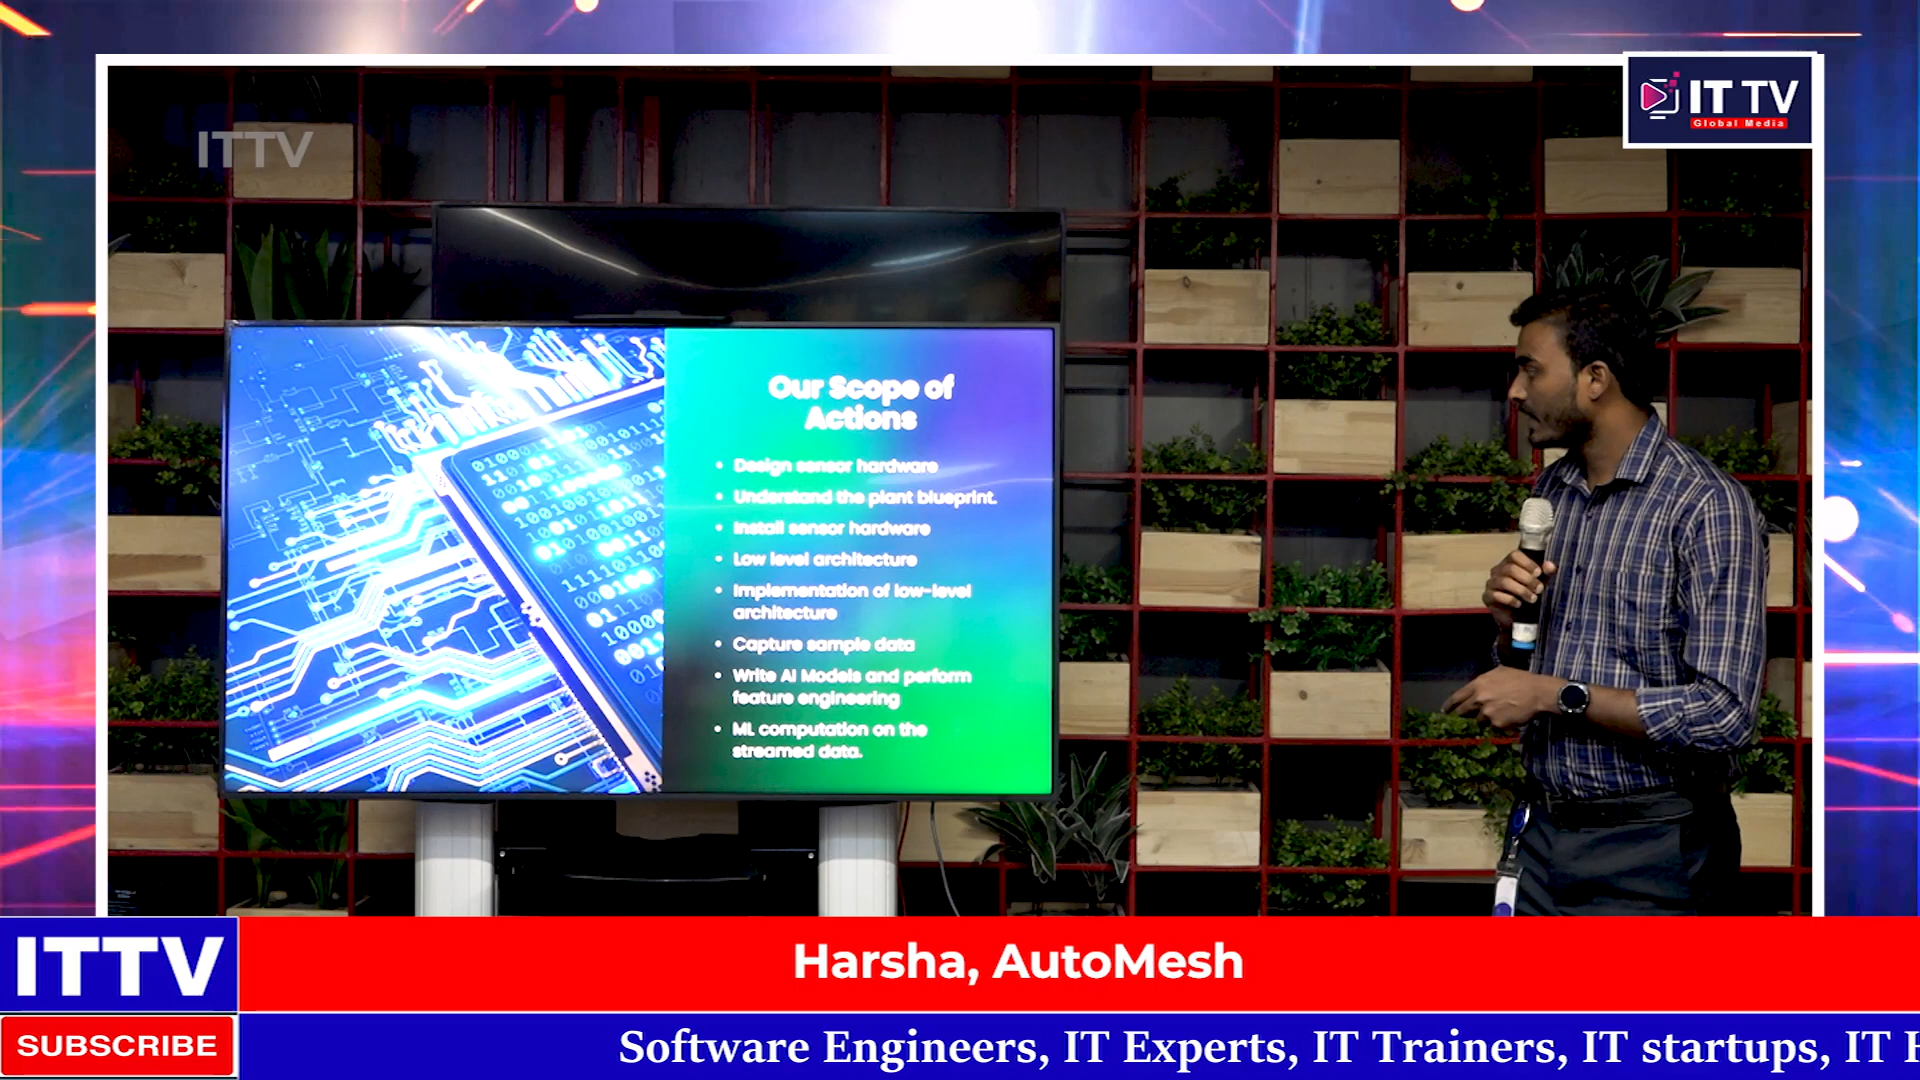 IT TV
Global Media
ITTV
Our Scope of
Actions
• Design sensor hardware
• Understand the plant blueprint.
• Install sensor hardware
• Low level architecture
• Implementation of low-level
architecture
• Capture sample data
• Write AI Models and perform
feature engineering
• ML computation on the
streamed data.
ITTV
Harsha, AutoMesh
SUBSCRIBE
Software Engineers, IT Experts, IT Trainers, IT startups, IT